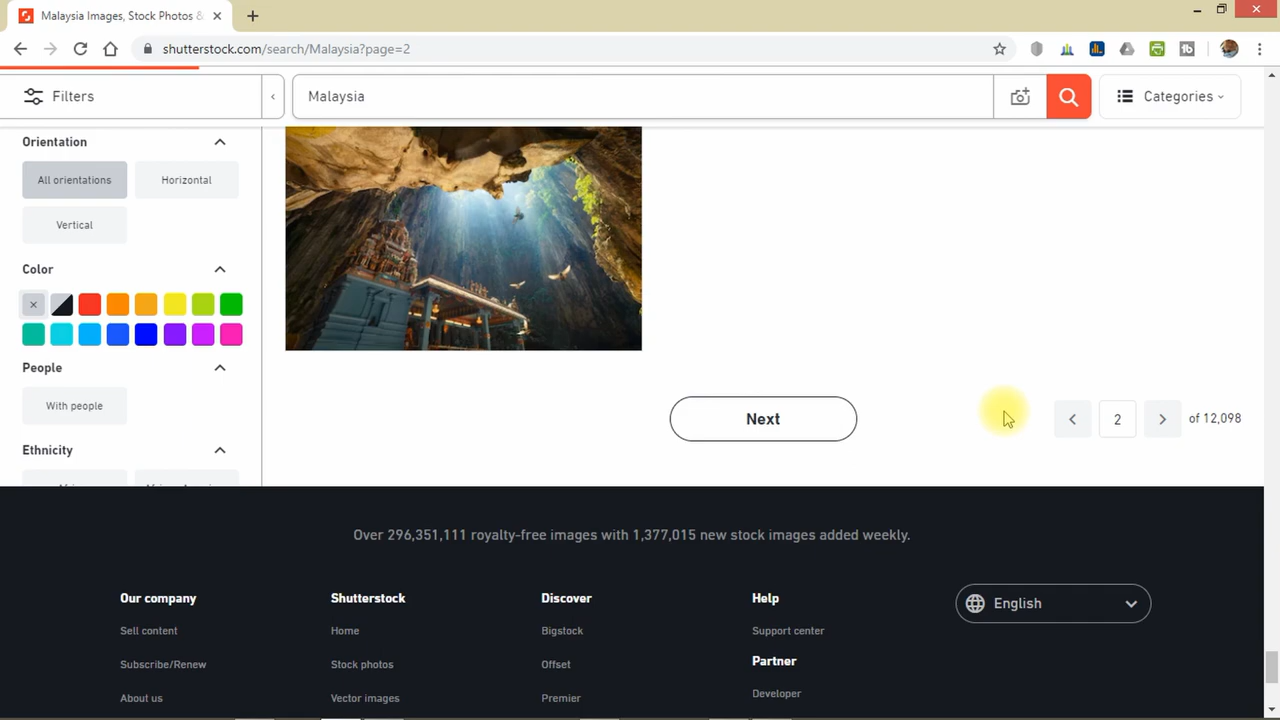 Malaysia Images, Stock Photos &
shutterstock.com/search/Malaysia?page=2
Filters
Malaysia
Categories
Orientation
All orientations
Horizontal
Vertical
Color
People
With people
Ethnicity
Next
2
of 12,098
Over 296,351,111 royalty-free images with 1,377,015 new stock images added weekly.
Our company
Shutterstock
Discover
Help
English
Sell content
Home
Bigstock
Support center
Subscribe/Renew
Stock photos
Offset
Partner
About us
Vector images
Premier
Developer